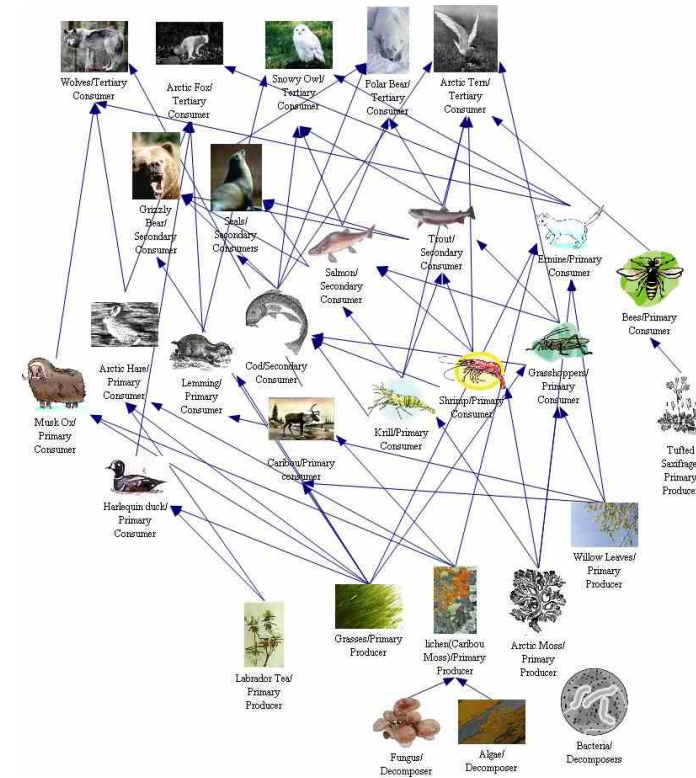 Wolves/Tertiary
Consumer
Arctic Fox/
Tertiary
Consumer
Snowy Owl/
Tertiary
Consumer
Polar Bear/
Tertiary
Consumer
Arctic Tern/
Tertiary
Consumer
Grizzly
Bear/
Secondary
Consumer
Seals/
Secondary
Consumers
Salmon/
Secondary
Consumer
Trout/
Secondary
Consumer
Ermine/Primary
Consumer
Bees/Primary
Consumer
Musk Ox/
Primary
Consumer
Arctic Hare/
Primary
Consumer
Lemming/
Primary
Consumer
Cod/Secondary
Consumer
Krill/Primary
Consumer
Shrimp/Primary
Consumer
Grasshoppers/
Primary
Consumer
Tufted
Saxifrage/
Primary
Producer
Caribou/Primary
consumer
Harlequin duck/
Primary
Consumer
Willow Leaves/
Primary
Producer
Labrador Tea/
Primary
Producer
Grasses/Primary
Producer
lichen(Caribou
Moss)/Primary
Producer
Arctic Moss/
Primary
Producer
Fungus/
Decomposer
Algae/
Decomposer
Bacteria/
Decomposers